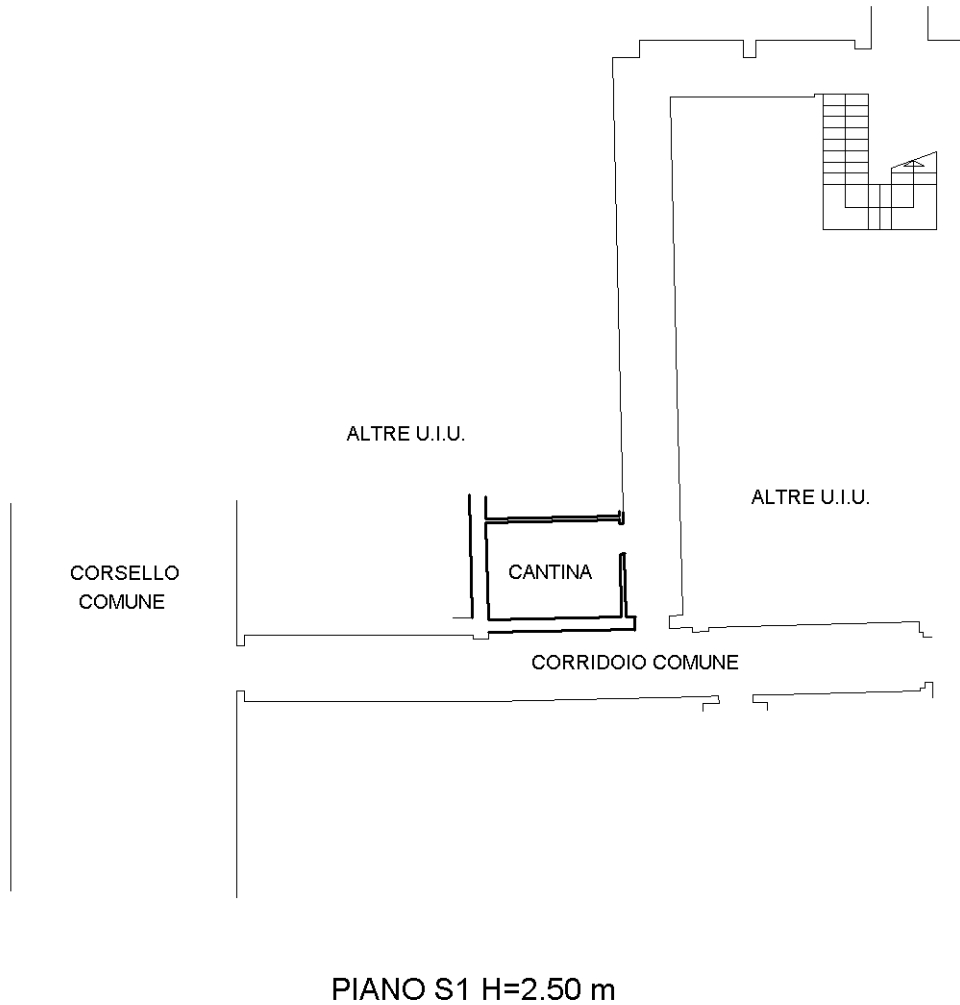 ALTRE U.I.U.
ALTRE U.I.U.
CORSELLO
COMUNE
CANTINA
CORRIDOIO COMUNE
PIANO S1 H=2.50 m